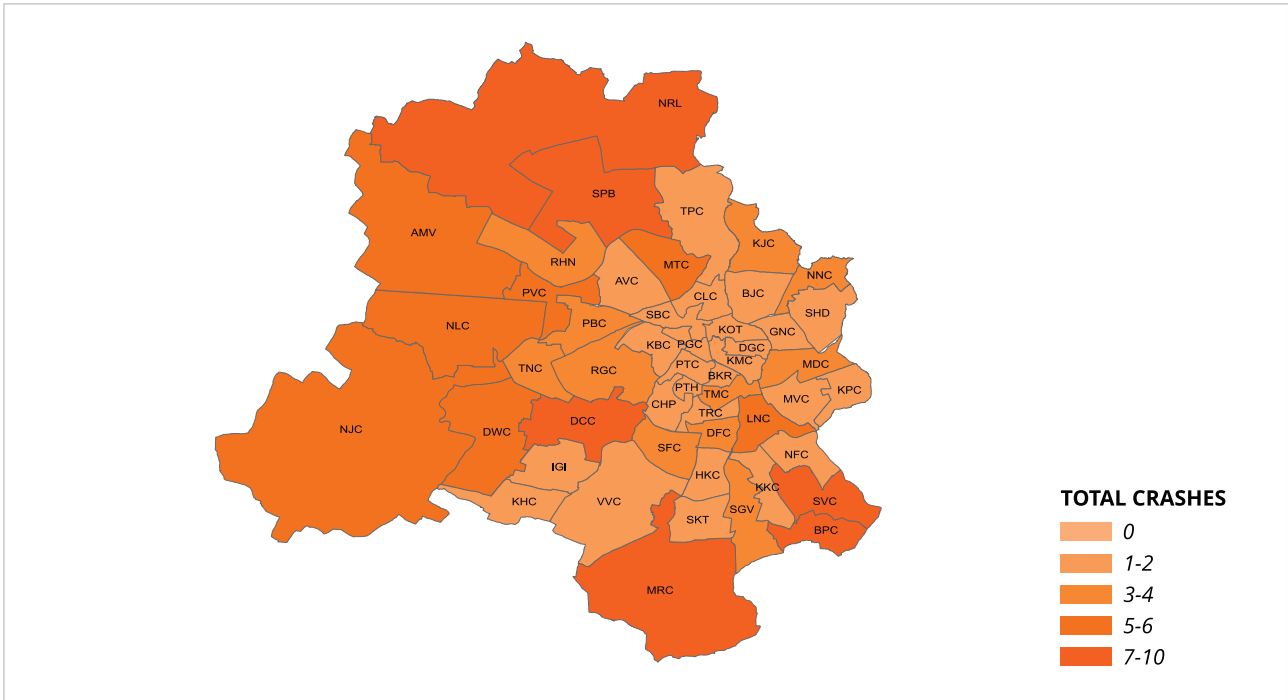 NRL
SPB
TPC
AMV
KJC
RHN
MTC
NNC
AVC
PVC
CLC
BJC
SHD
SBC
NLC
PBC
KOT
GNC
KBC
PGC
DGC
KMC
PTC
MDC
TNC
RGC
BKR
PTH
TMC
KPC
MVC
CHP
TRC
DCC
LNC
NJC
DWC
DFC
SFC
NFC
IGI
HKC
KKC
KHC
VVC
SGV
SVC
SKT
BPC
MRC
TOTAL CRASHES
0
1-2
3-4
5-6
7-10